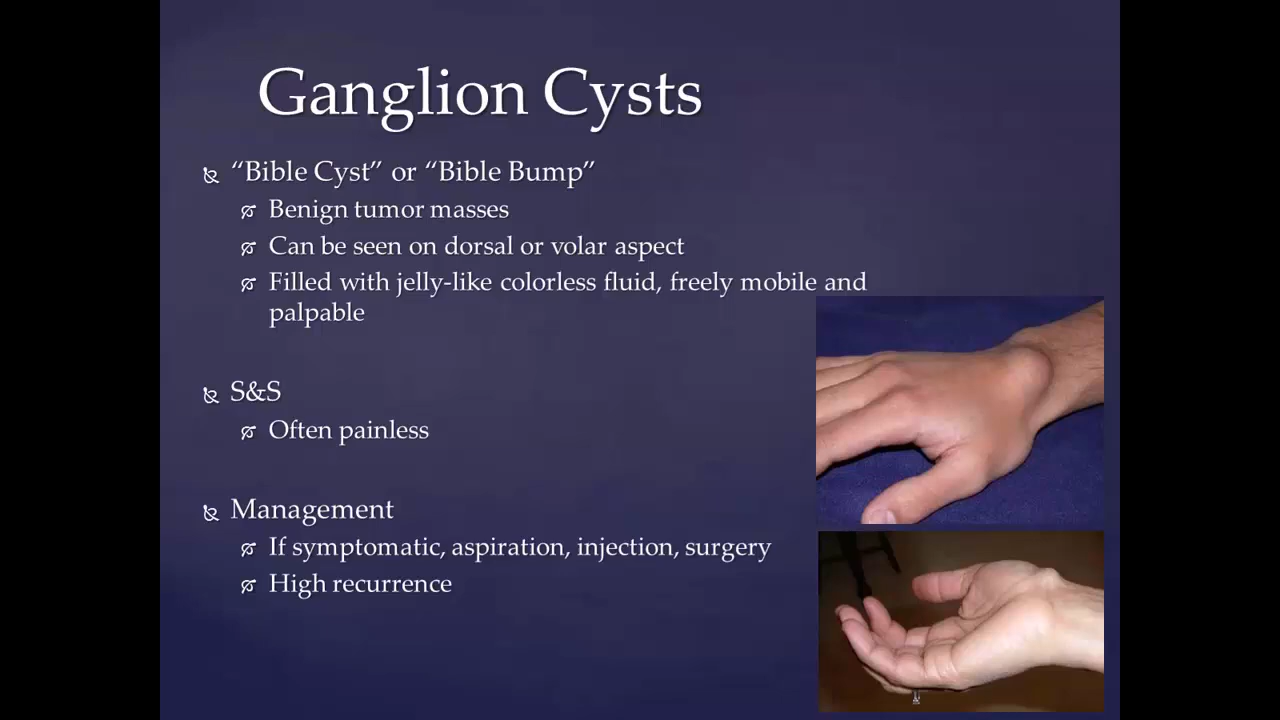 Ganglion Cysts
“Bible Cyst” or “Bible Bump”
Benign tumor masses
Can be seen on dorsal or volar aspect
Filled with jelly-like colorless fluid, freely mobile and
palpable
S&S
Often painless
Management
If symptomatic, aspiration, injection, surgery
High recurrence